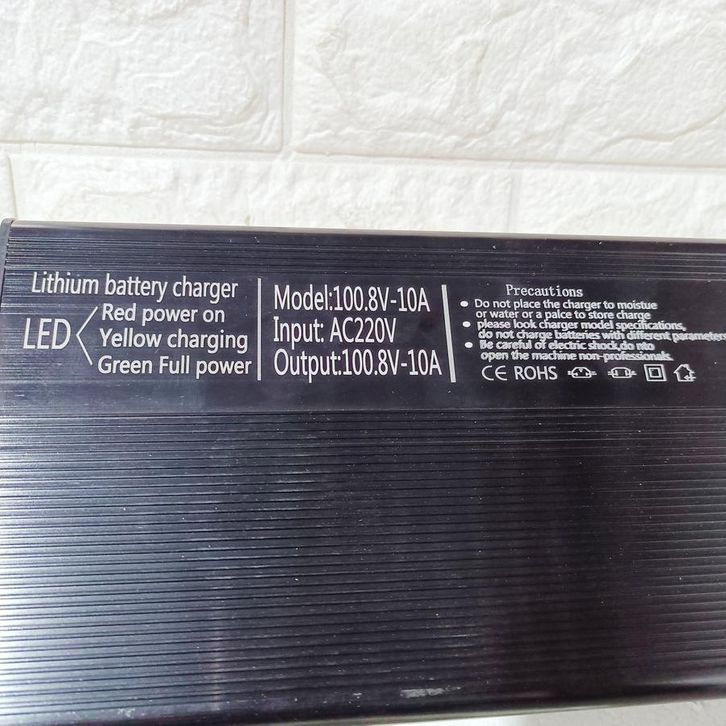 Lithium battery charger
LED
Red power on
Yellow charging
Green Full power
Model:100.8V-10A
Input: AC220V
Output:100.8V-10A
Precautions
• Do not place the charger to moistue
or water or a palce to store charge
• please look charger model specifications,
do not charge batteries with different parameters
• Be careful of electric shock,do nto
open the machine non-professionals.
CE ROHS